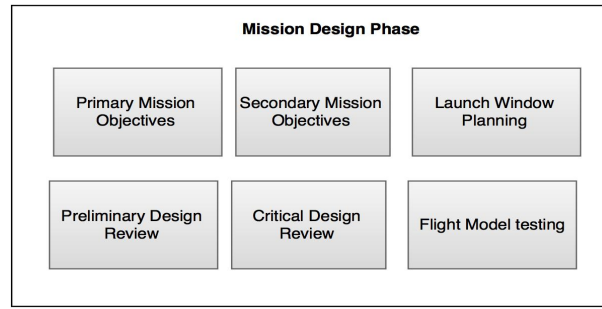 Mission Design Phase
Primary Mission
Objectives
Secondary Mission
Objectives
Launch Window
Planning
Preliminary Design
Review
Critical Design
Review
Flight Model testing